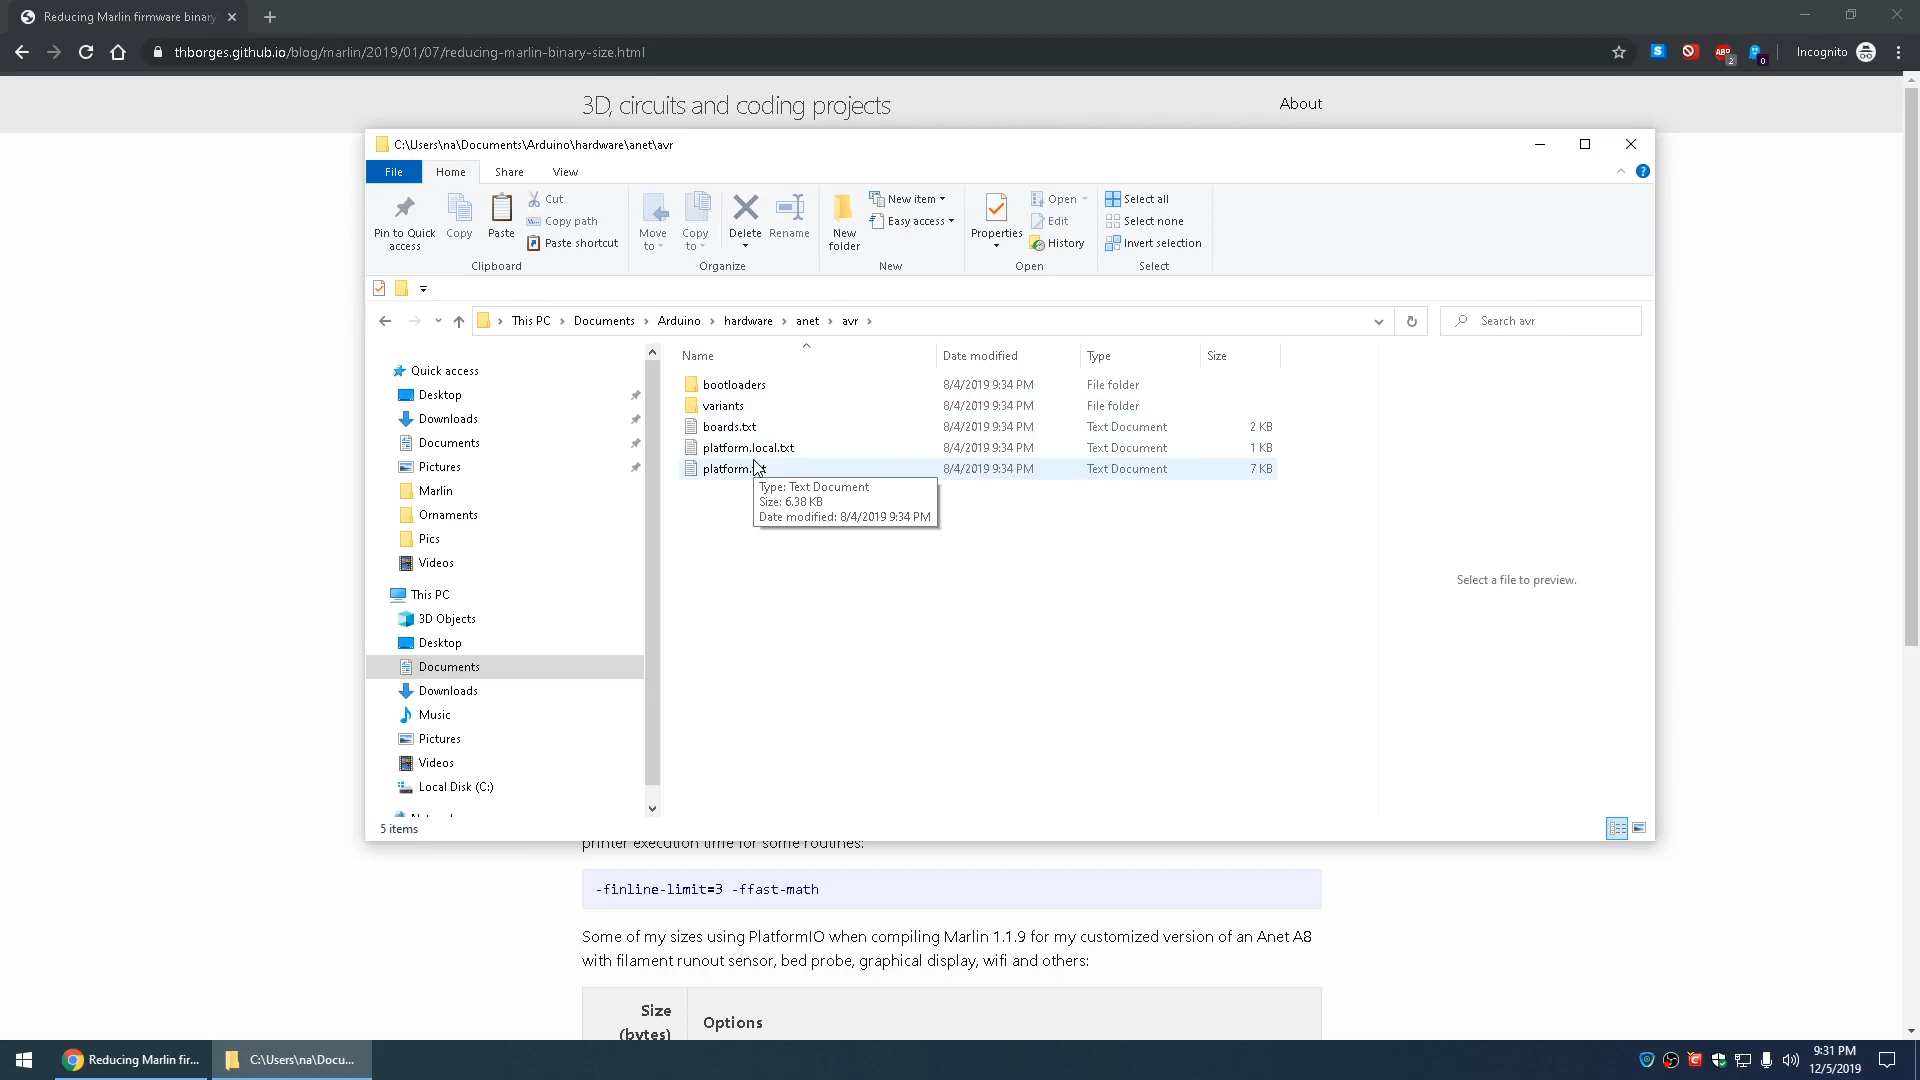 Reducing Marlin firmware binary
thborges.github.io/blog/marlin/2019/01/07/reducing-marlin-binary-size.html
S
ABP
2
0
Incognito
3D, circuits and coding projects
About
C:\Users\na\Documents\Arduino\hardware\anet\avr
File
Home
Share
View
Pin to Quick
access
Copy
Paste
Cut
Copy path
Paste shortcut
Clipboard
Move
to
Copy
to
Delete
Rename
Organize
New
folder
New item
Easy access
New
Properties
Open
Edit
History
Open
Select all
Select none
Invert selection
Select
This PC
Documents
Arduino
hardware
anet
avr
Search avr
Quick access
Desktop
Downloads
Documents
Pictures
Marlin
Ornaments
Pics
Videos
This PC
3D Objects
Desktop
Documents
Downloads
Music
Pictures
Videos
Local Disk (C:)
Name
Date modified
Type
Size
bootloaders 8/4/2019 9:34 PM File folder
variants 8/4/2019 9:34 PM File folder
boards.txt 8/4/2019 9:34 PM Text Document 2 KB
platform.local.txt 8/4/2019 9:34 PM Text Document 1 KB
platform.txt 8/4/2019 9:34 PM Text Document 7 KB
Type: Text Document
Size: 6.38 KB
Date modified: 8/4/2019 9:34 PM
Select a file to preview.
5 items
printer execution time for some routines:
-finline-limit=3 -ffast-math
Some of my sizes using PlatformIO when compiling Marlin 1.1.9 for my customized version of an Anet A8
with filament runout sensor, bed probe, graphical display, wifi and others:
Size
(bytes)
Options
Reducing Marlin fir...
C:\Users\na\Docu...
9:31 PM
12/5/2019